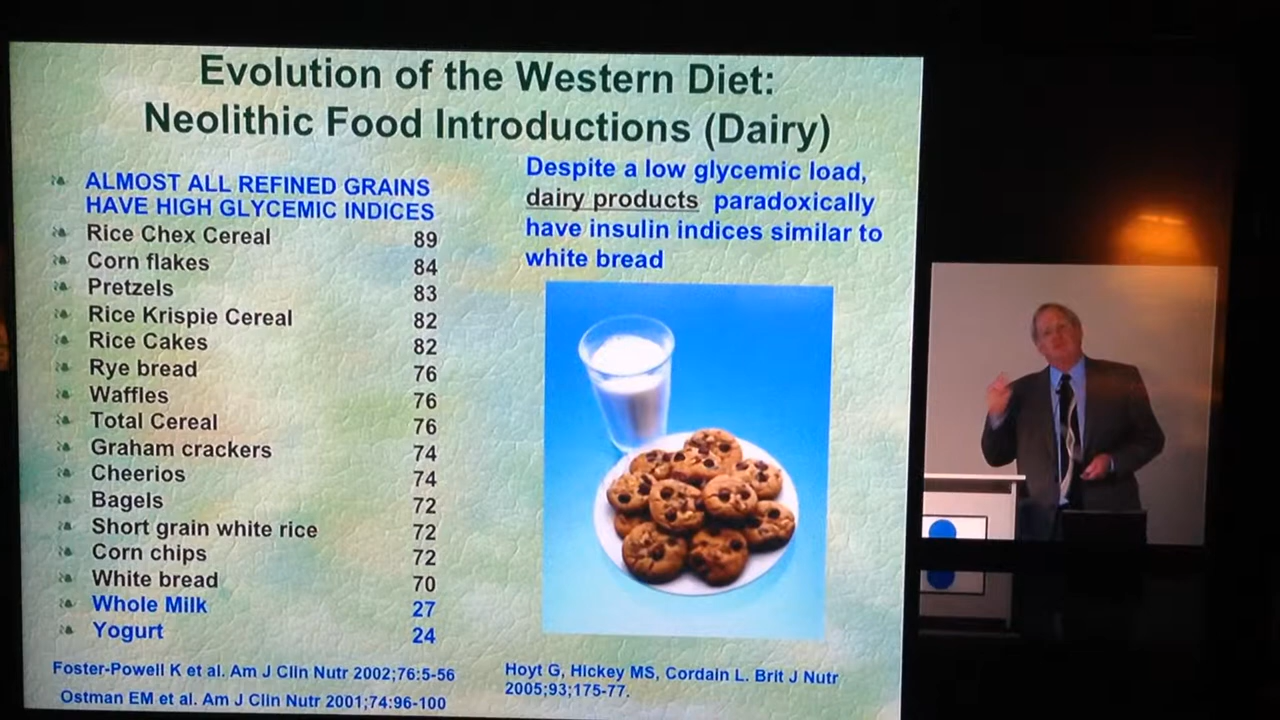 Evolution of the Western Diet:
Neolithic Food Introductions (Dairy)
ALMOST ALL REFINED GRAINS
HAVE HIGH GLYCEMIC INDICES
Rice Chex Cereal 89
Corn flakes 84
Pretzels 83
Rice Krispie Cereal 82
Rice Cakes 82
Rye bread 76
Waffles 76
Total Cereal 76
Graham crackers 74
Cheerios 74
Bagels 72
Short grain white rice 72
Corn chips 72
White bread 70
Whole Milk 27
Yogurt 24
Foster-Powell K et al. Am J Clin Nutr 2002;76:5-56
Ostman EM et al. Am J Clin Nutr 2001;74:96-100
Despite a low glycemic load,
dairy products paradoxically
have insulin indices similar to
white bread
Hoyt G, Hickey MS, Cordain L. Brit J Nutr
2005;93;175-77.